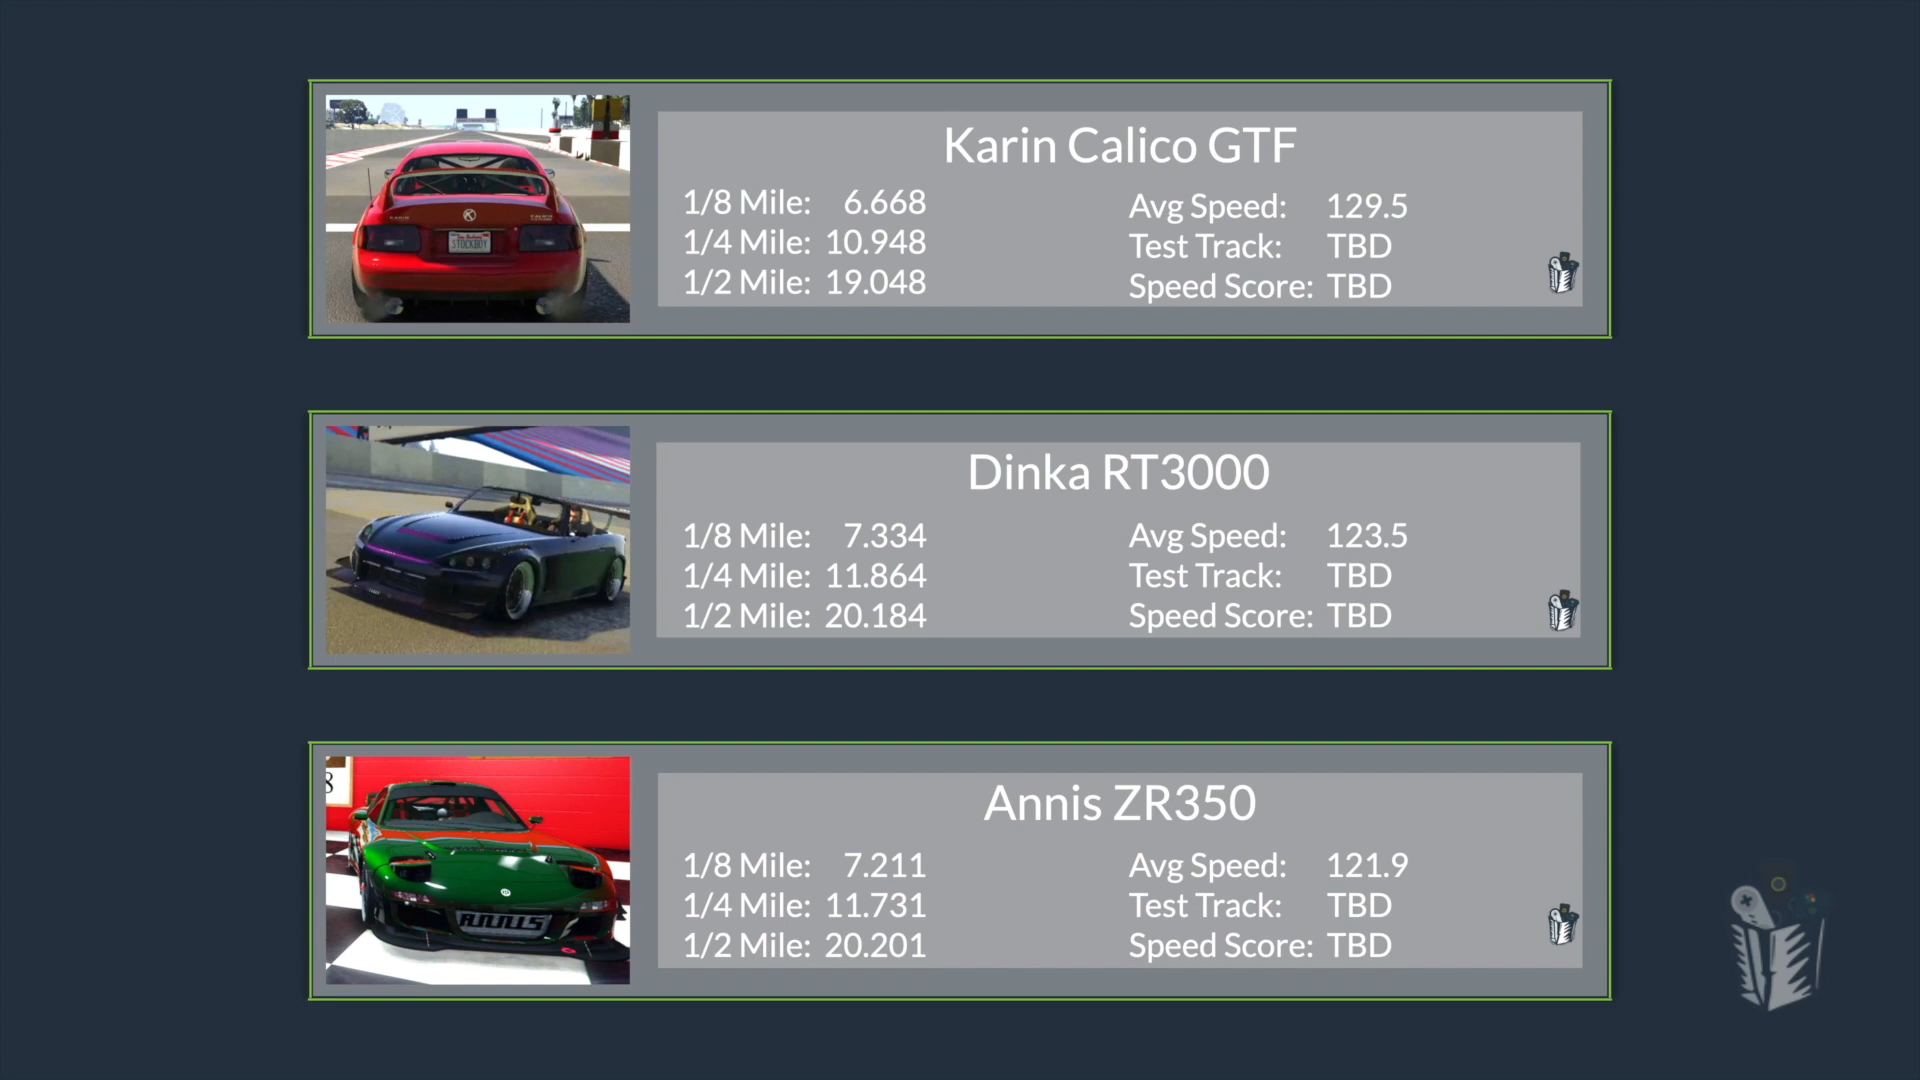 Karin Calico GTF
1/8 Mile: 6.668
1/4 Mile: 10.948
1/2 Mile: 19.048
Avg Speed: 129.5
Test Track: TBD
Speed Score: TBD
STOCKBOY
Dinka RT3000
1/8 Mile: 7.334
1/4 Mile: 11.864
1/2 Mile: 20.184
Avg Speed: 123.5
Test Track: TBD
Speed Score: TBD
Annis ZR350
1/8 Mile: 7.211
1/4 Mile: 11.731
1/2 Mile: 20.201
Avg Speed: 121.9
Test Track: TBD
Speed Score: TBD
8
ANNIS